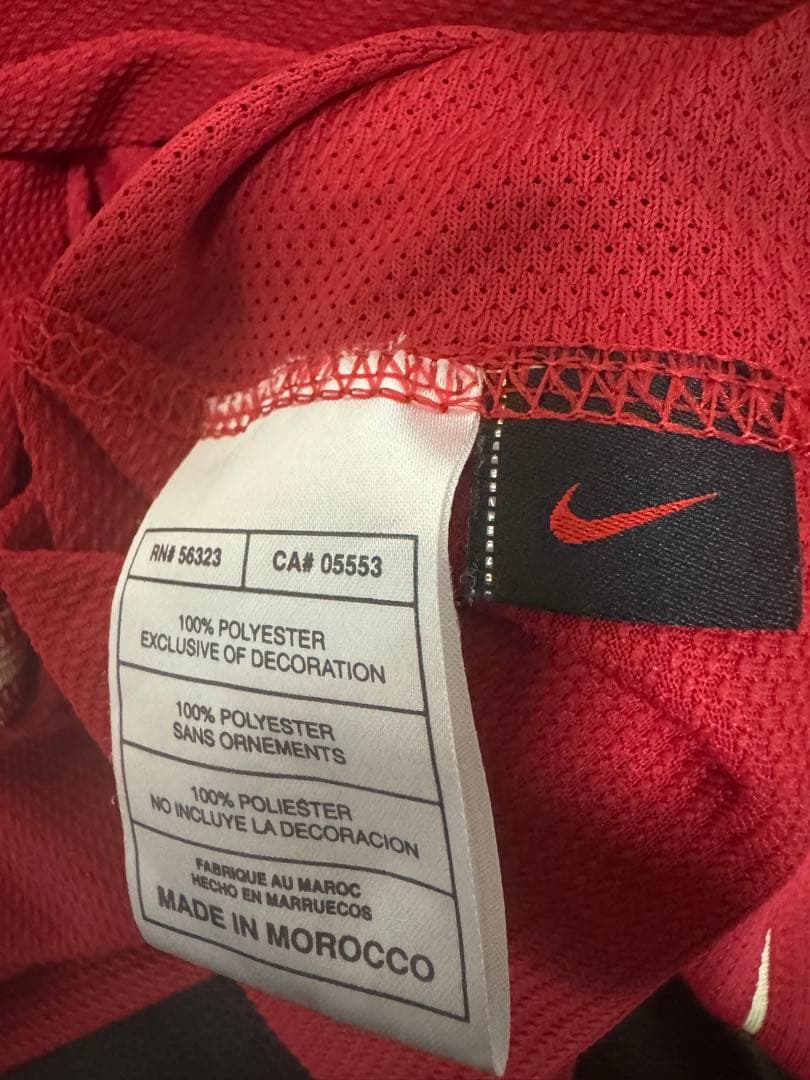 RN# 56323
CA# 05553
100% POLYESTER
EXCLUSIVE OF DECORATION
100% POLYESTER
SANS ORNEMENTS
100% POLIESTER
NO INCLUYE LA DECORACION
FABRIQUE AU MAROC
HECHO EN MARRUECOS
MADE IN MOROCCO